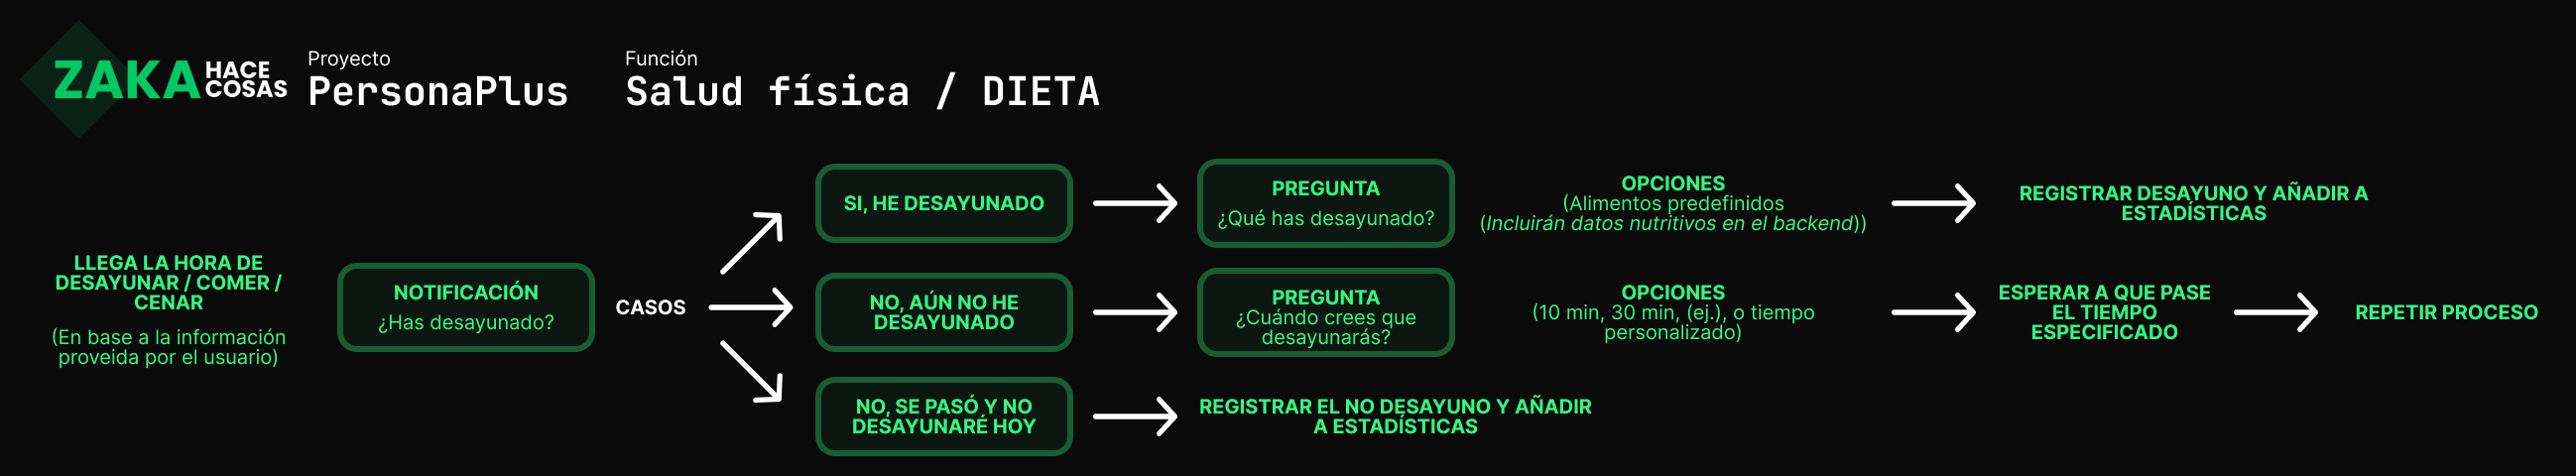 ZAKA HACE
COSAS
Proyecto
PersonaPlus
Función
Salud física / DIETA
LLEGA LA HORA DE
DESAYUNAR / COMER /
CENAR
(En base a la información
proveida por el usuario)
NOTIFICACIÓN
¿Has desayunado?
CASOS
SI, HE DESAYUNADO
PREGUNTA
¿Qué has desayunado?
OPCIONES
(Alimentos predefinidos
(Incluirán datos nutritivos en el backend))
REGISTRAR DESAYUNO Y AÑADIR A
ESTADÍSTICAS
NO, AÚN NO HE
DESAYUNADO
PREGUNTA
¿Cuándo crees que
desayunarás?
OPCIONES
(10 min, 30 min, (ej.), o tiempo
personalizado)
ESPERAR A QUE PASE
EL TIEMPO
ESPECIFICADO
REPETIR PROCESO
NO, SE PASÓ Y NO
DESAYUNARÉ HOY
REGISTRAR EL NO DESAYUNO Y AÑADIR
A ESTADÍSTICAS